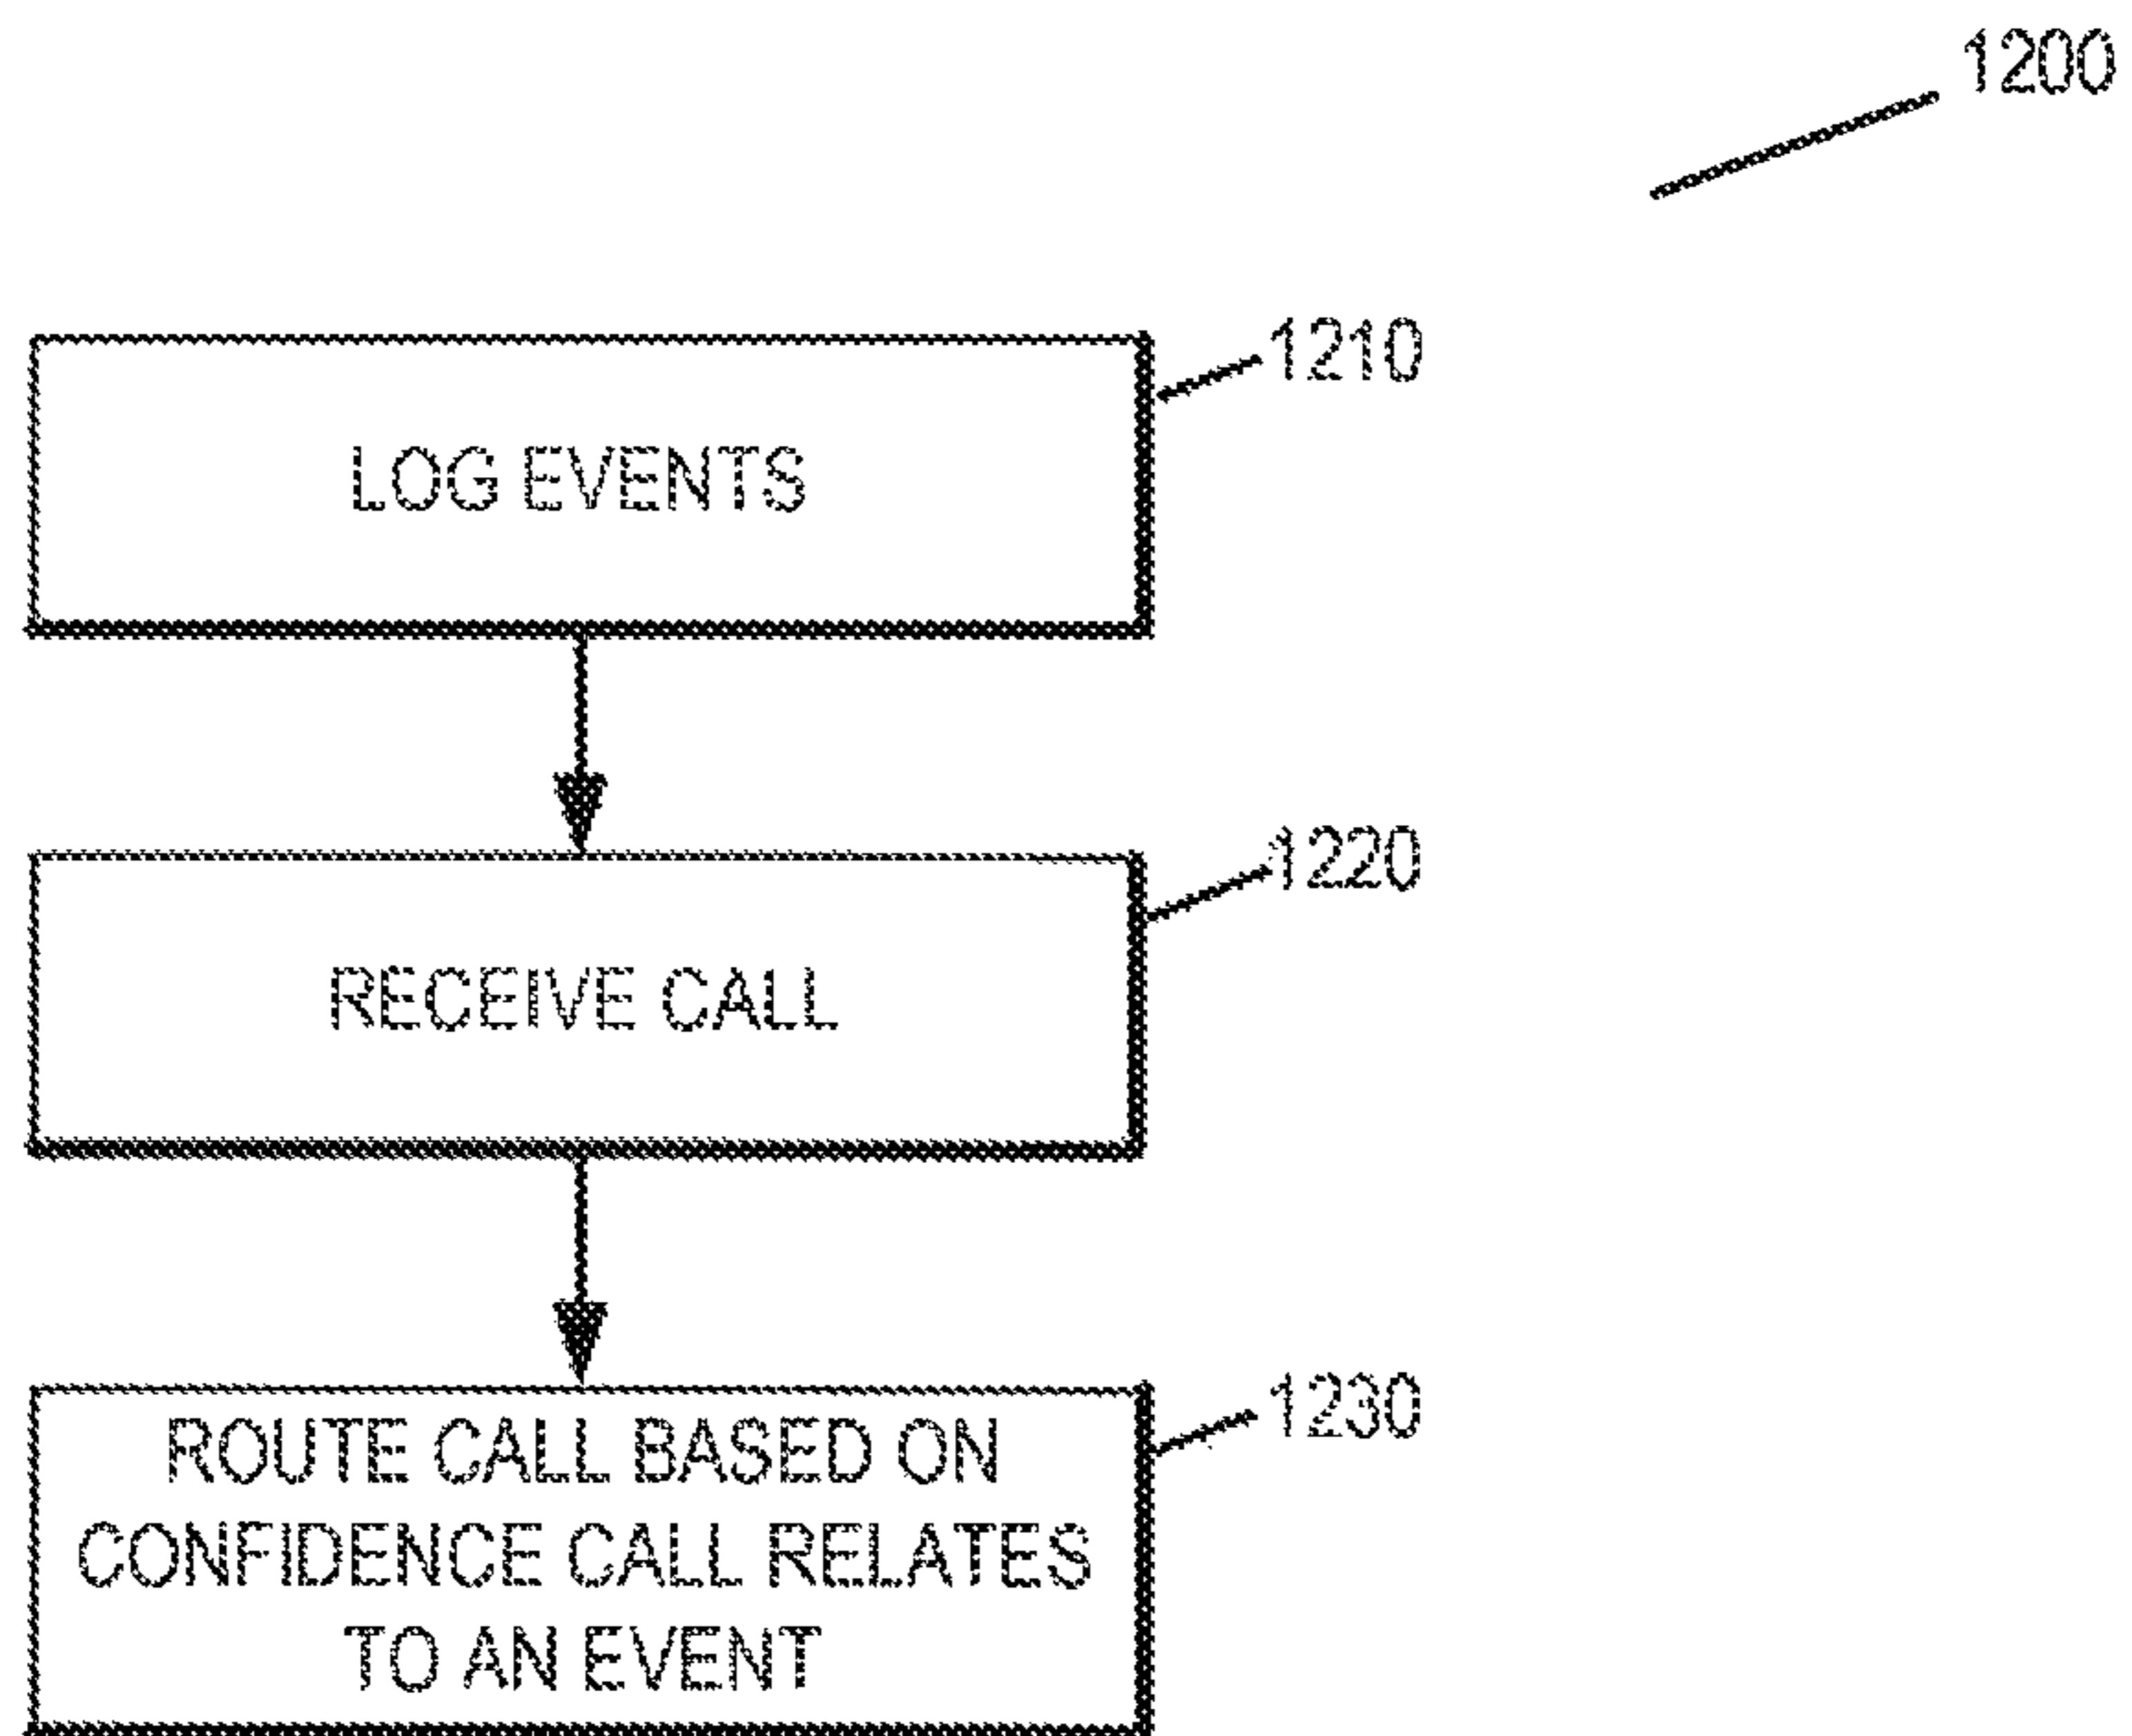 1200
1210
LOG EVENTS
1220
RECEIVE CALL
1230
ROUTE CALL BASED ON
CONFIDENCE CALL RELATES
TO AN EVENT